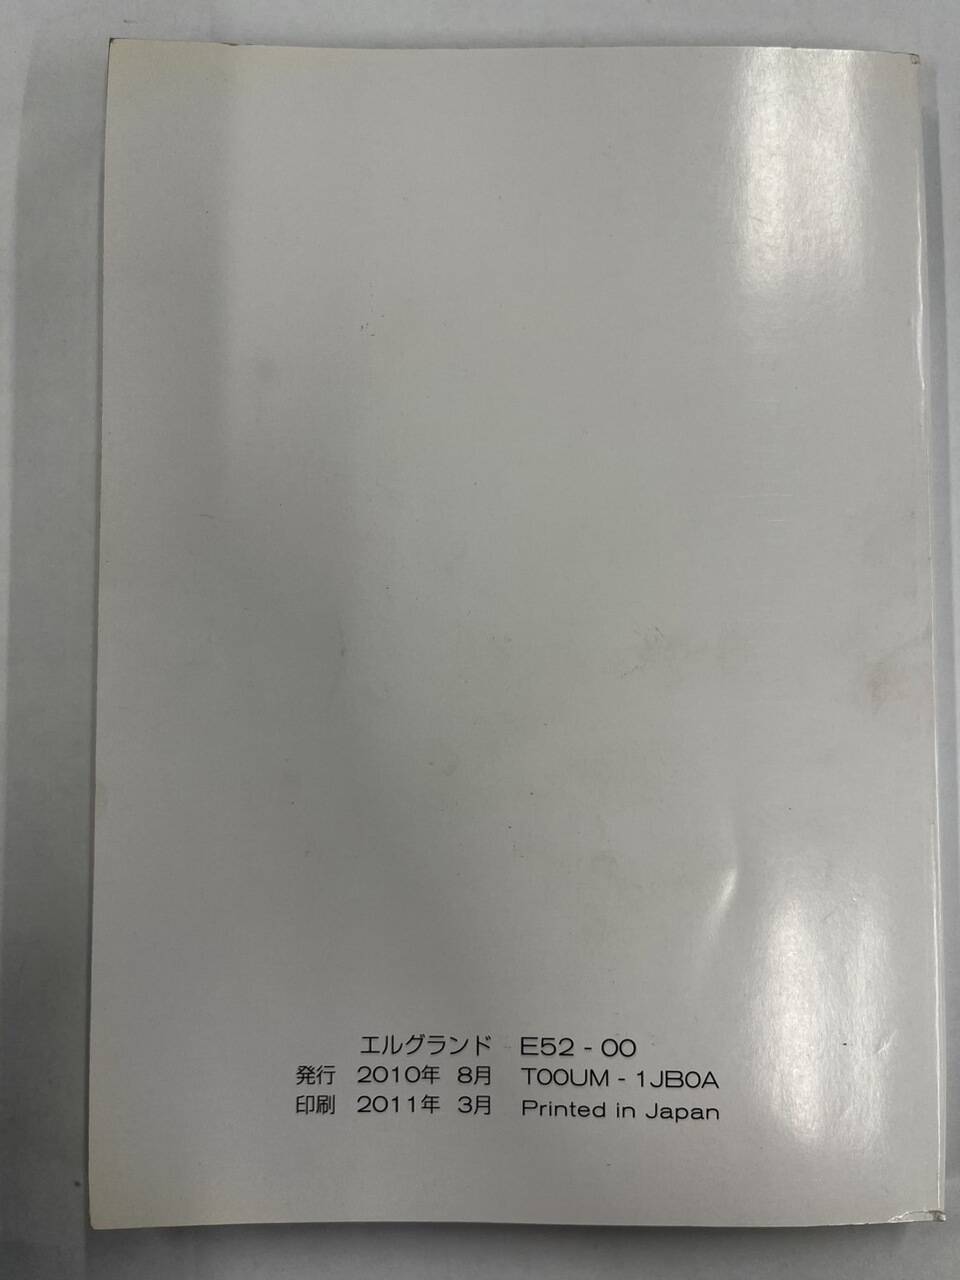 エルグランド E52 - 00
発行 2010年 8月 T00UM - 1JB0A
印刷 2011年 3月 Printed in Japan